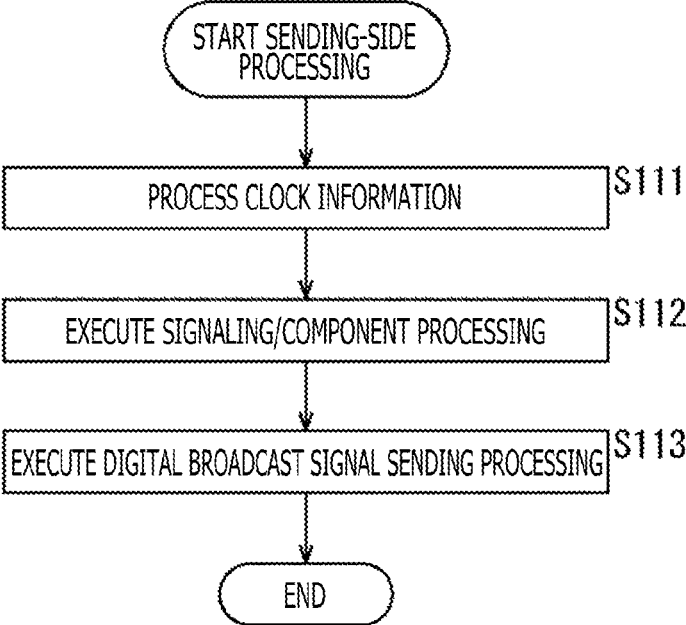 START SENDING-SIDE
PROCESSING
PROCESS CLOCK INFORMATION
S111
EXECUTE SIGNALING/COMPONENT PROCESSING
S112
EXECUTE DIGITAL BROADCAST SIGNAL SENDING PROCESSING
S113
END